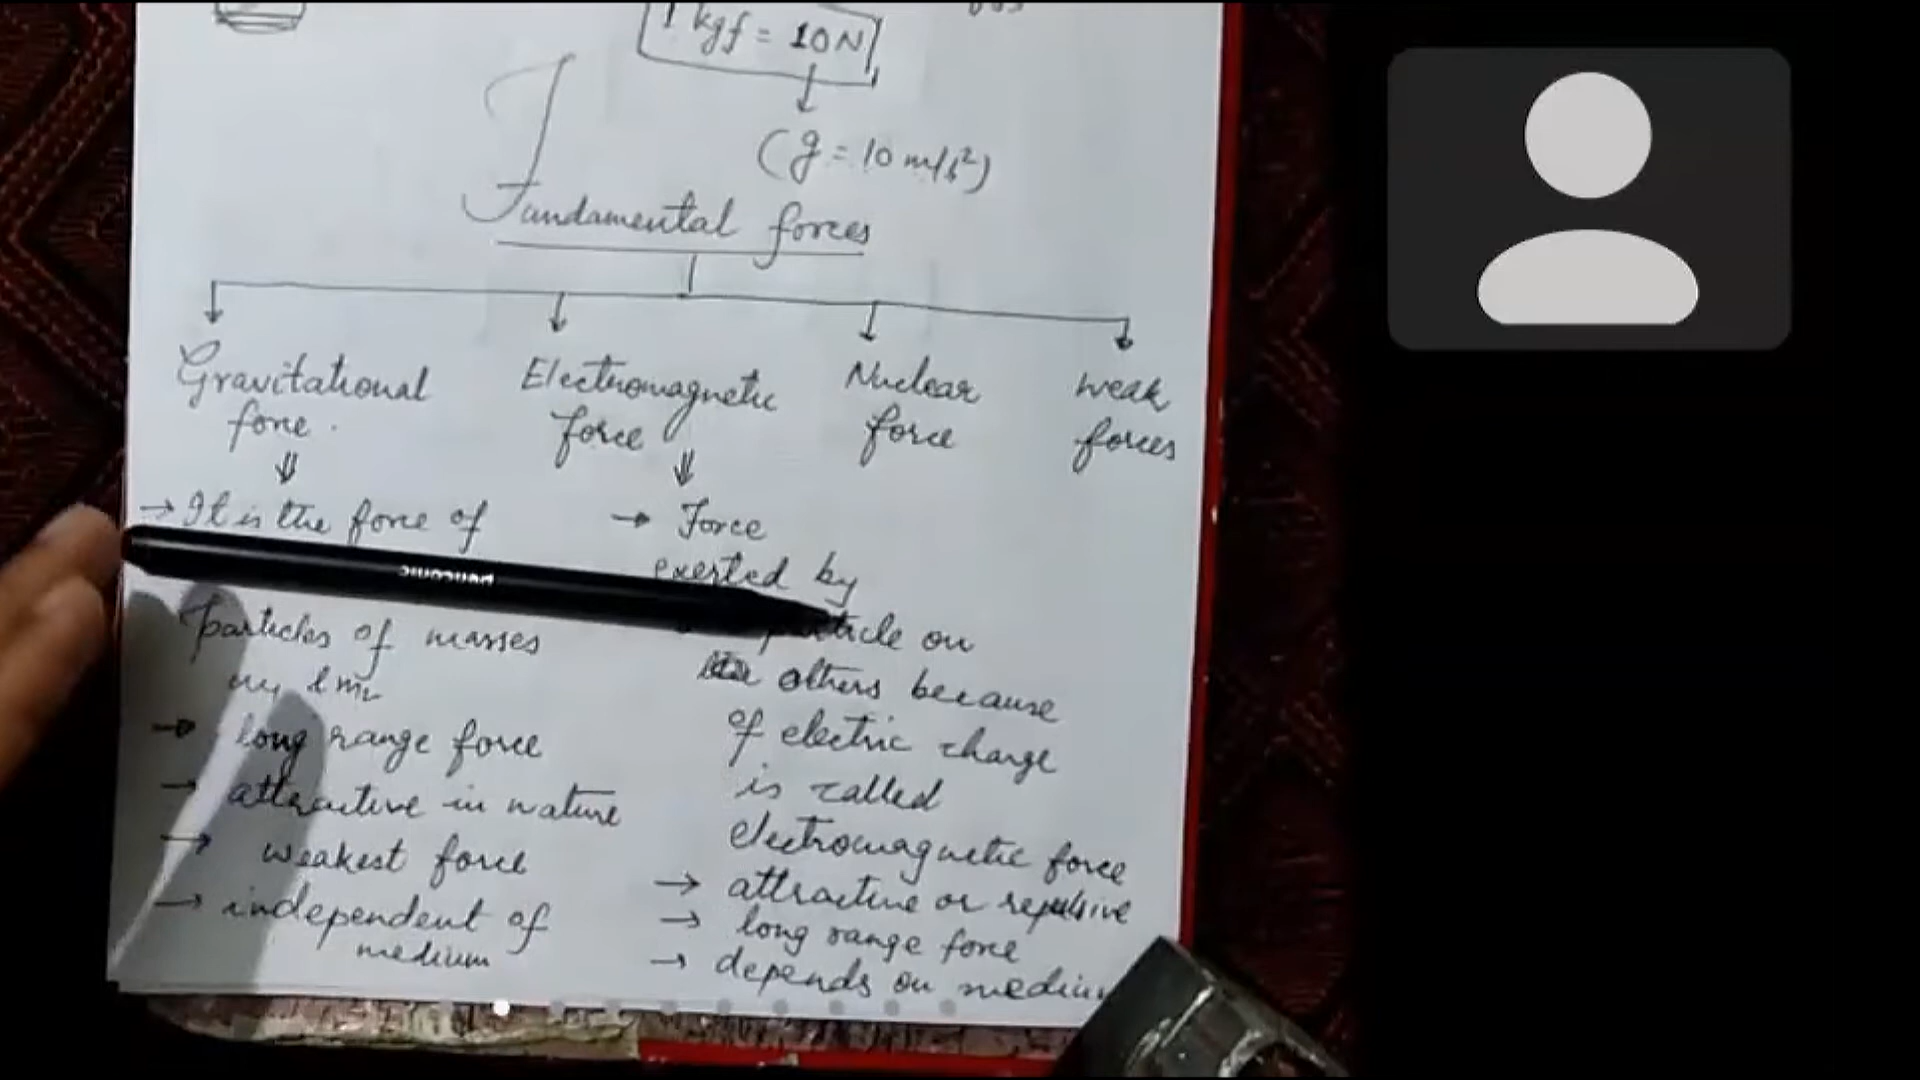 1 kgf = 10N
(g = 10 m/s²)
Fundamental forces
Gravitational force
Electromagnetic force
Nuclear force
weak forces
→ It is the force of
particles of masses
m₁ & m₂
→ long range force
→ attractive in nature
→ weakest force
→ independent of
medium
→ Force
exerted by
particle on
others because
of electric charge
is called
electromagnetic force
→ attractive or repulsive
→ long range force
→ depends on medium
penconic